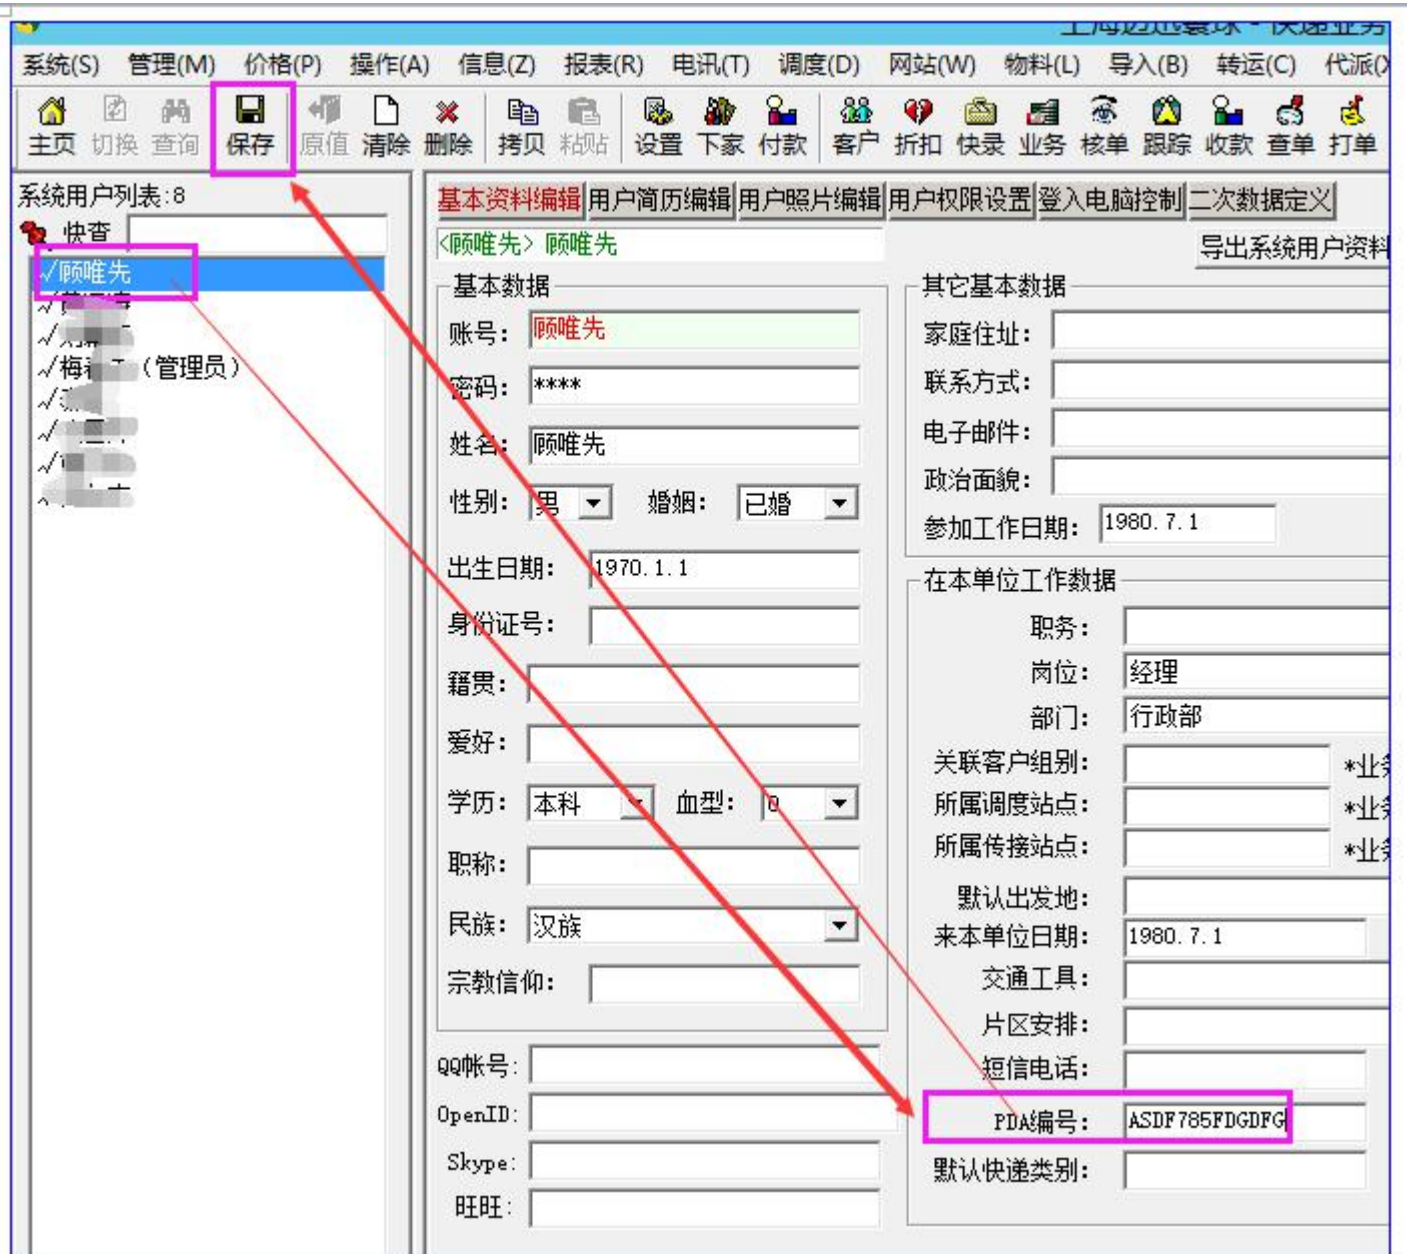 系统(S) 管理(M) 价格(P) 操作(A) 信息(Z) 报表(R) 电讯(T) 调度(D) 网站(W) 物料(L) 导入(B) 转运(C) 代派(X
主页 切换 查询 保存 原值 清除 删除 拷贝 粘贴 设置 下家 付款 客户 折扣 快录 业务 核单 跟踪 收款 查单 打单
系统用户列表:8
快查
√顾唯先
√梅 (管理员)
基本资料编辑 用户简历编辑 用户照片编辑 用户权限设置 登入电脑控制 二次数据定义
<顾唯先> 顾唯先
导出系统用户资料
基本数据
账号: 顾唯先
密码: ****
姓名: 顾唯先
性别: 男 婚姻: 已婚
出生日期: 1970.1.1
身份证号:
籍贯:
爱好:
学历: 本科 血型: O
职称:
民族: 汉族
宗教信仰:
QQ帐号:
OpenID:
Skype:
旺旺:
其它基本数据
家庭住址:
联系方式:
电子邮件:
政治面貌:
参加工作日期: 1980.7.1
在本单位工作数据
职务:
岗位: 经理
部门: 行政部
关联客户组别: *业务
所属调度站点: *业务
所属传接站点: *业务
默认出发地:
来本单位日期: 1980.7.1
交通工具:
片区安排:
短信电话:
PDA编号: ASDF785FDGDFG
默认快递类别: